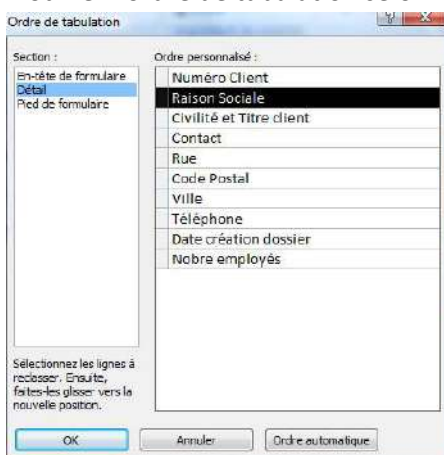 Ordre de tabulation
Section :
En-tête de formulaire
Détail
Pied de formulaire
Ordre personnalisé :
Numéro Client
Raison Sociale
Civilité et Titre client
Contact
Rue
Code Postal
Ville
Téléphone
Date création dossier
Nobre employés
Sélectionnez les lignes à
reclasser. Ensuite,
faites-les glisser vers la
nouvelle position.
OK
Annuler
Ordre automatique